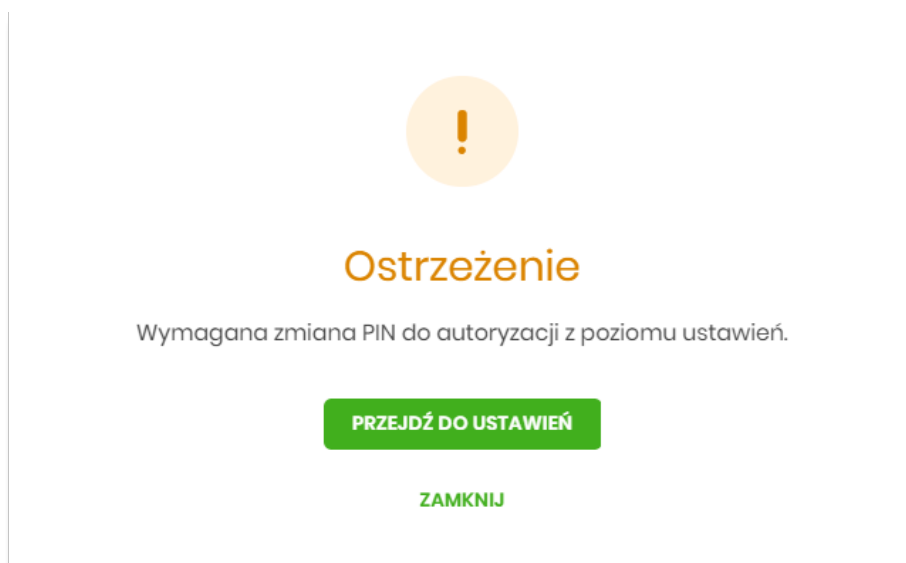 Ostrzeżenie
Wymagana zmiana PIN do autoryzacji z poziomu ustawień.
PRZEJDŹ DO USTAWIEŃ
ZAMKNIJ